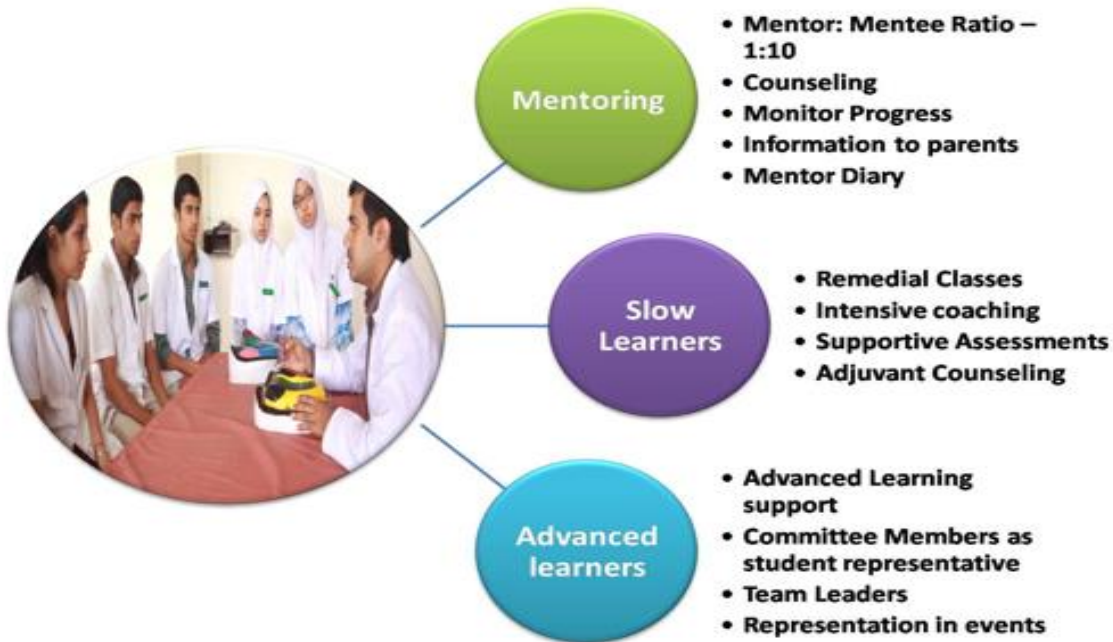 Mentoring
• Mentor: Mentee Ratio –
1:10
• Counseling
• Monitor Progress
• Information to parents
• Mentor Diary
Slow
Learners
• Remedial Classes
• Intensive coaching
• Supportive Assessments
• Adjuvant Counseling
Advanced
learners
• Advanced Learning
support
• Committee Members as
student representative
• Team Leaders
• Representation in events